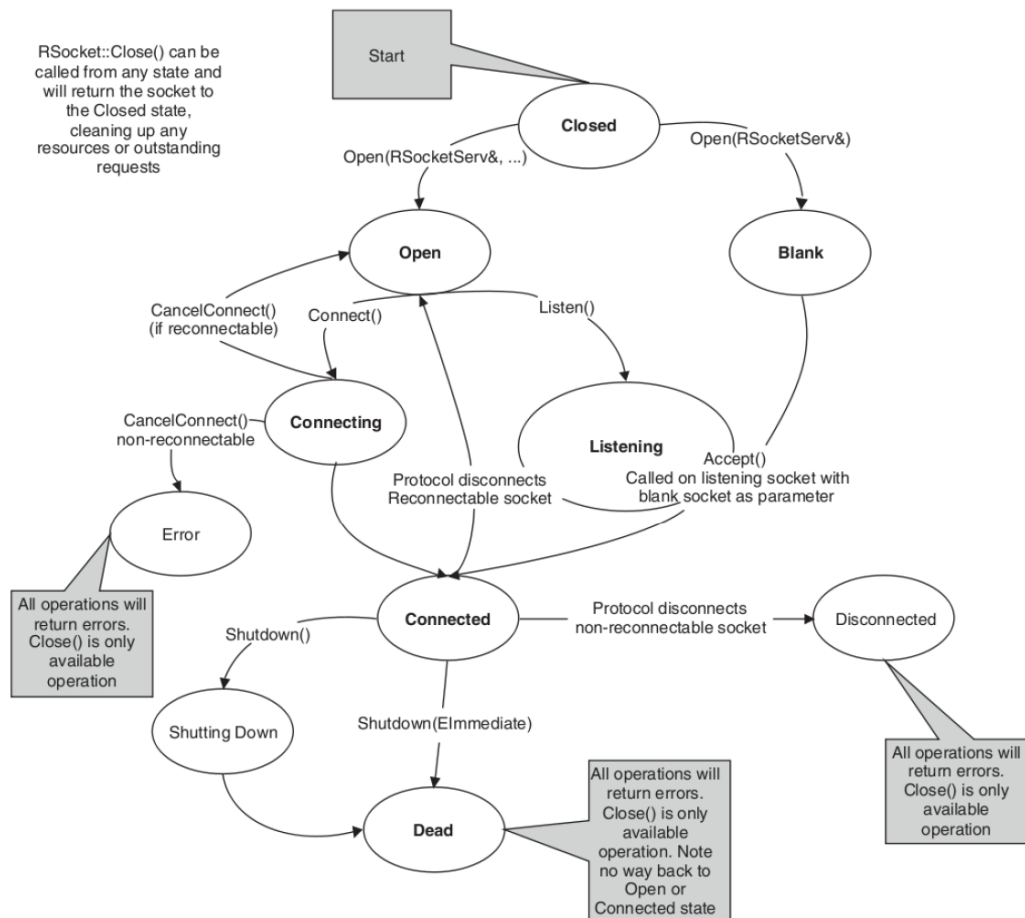 RSocket::Close() can be
called from any state and
will return the socket to
the Closed state,
cleaning up any
resources or outstanding
requests
Start
Closed
Open(RSocketServ&, ...)
Open(RSocketServ&)
Open
Blank
CancelConnect()
(if reconnectable)
Connect()
Listen()
CancelConnect()
non-reconnectable
Connecting
Listening
Protocol disconnects
Reconnectable socket
Accept()
Called on listening socket with
blank socket as parameter
Error
All operations will
return errors.
Close() is only
available
operation
Connected
Protocol disconnects
non-reconnectable socket
Disconnected
Shutdown()
Shutting Down
Shutdown(EImmediate)
All operations will
return errors.
Close() is only
available
operation
Dead
All operations will
return errors.
Close() is only
available
operation. Note
no way back to
Open or
Connected state